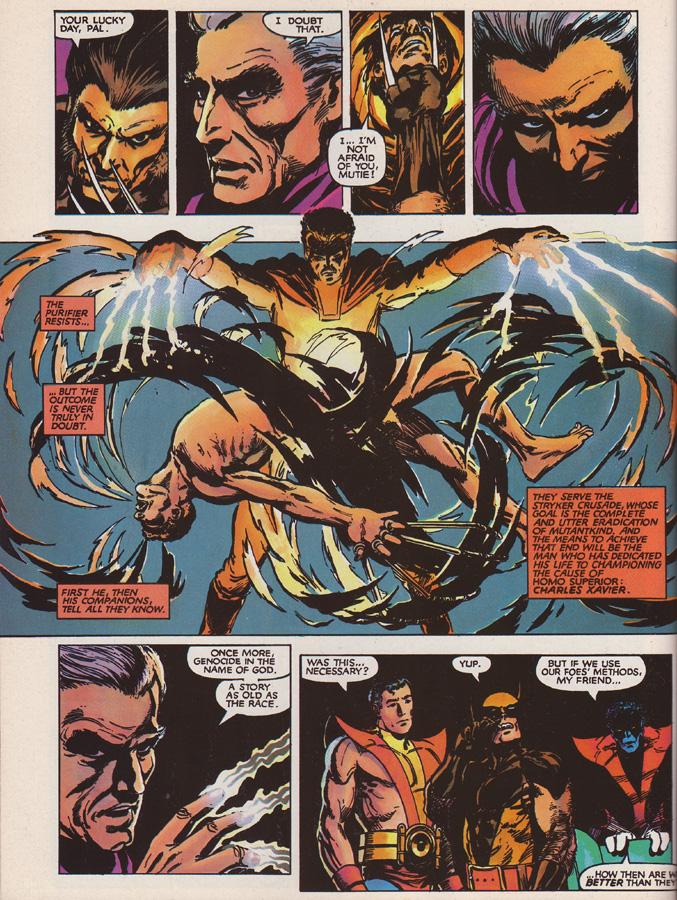 YOUR LUCKY
DAY, PAL.
I DOUBT
THAT.
I... I'M
NOT
AFRAID
OF YOU,
MUTIE!
THE
PURIFIER
RESISTS...
...BUT THE
OUTCOME
IS NEVER
TRULY IN
DOUBT.
FIRST HE, THEN
HIS COMPANIONS,
TELL ALL THEY KNOW.
THEY SERVE THE
STRYKER CRUSADE, WHOSE
GOAL IS THE COMPLETE
AND UTTER ERADICATION
OF MUTANTKIND. AND
THE MEANS TO ACHIEVE
THAT END WILL BE THE
MAN WHO HAS DEDICATED
HIS LIFE TO CHAMPIONING
THE CAUSE OF
HOMO SUPERIOR:
CHARLES XAVIER.
ONCE MORE,
GENOCIDE IN THE
NAME OF GOD.
A STORY
AS OLD AS
THE RACE.
WAS THIS...
NECESSARY?
YUP.
BUT IF WE USE
OUR FOES' METHODS,
MY FRIEND...
...HOW THEN ARE W
BETTER THAN THEY